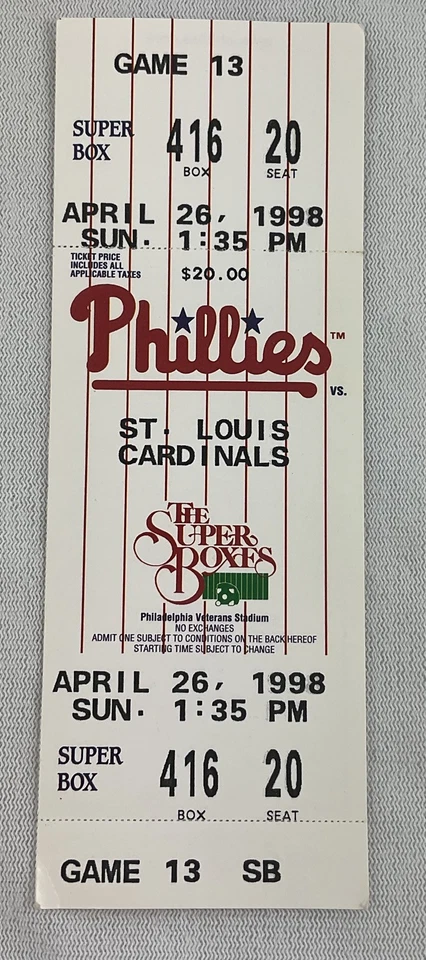 GAME 13
SUPER BOX 416 20
BOX SEAT
APRIL 26, 1998
SUN. 1:35 PM
TICKET PRICE
INCLUDES ALL
APPLICABLE TAXES
$20.00
Phillies™
VS.
ST. LOUIS
CARDINALS
THE
SUPER
BOXES
Philadelphia Veterans Stadium
NO EXCHANGES
ADMIT ONE SUBJECT TO CONDITIONS ON THE BACK HEREOF
STARTING TIME SUBJECT TO CHANGE
APRIL 26, 1998
SUN. 1:35 PM
SUPER BOX 416 20
BOX SEAT
GAME 13 SB